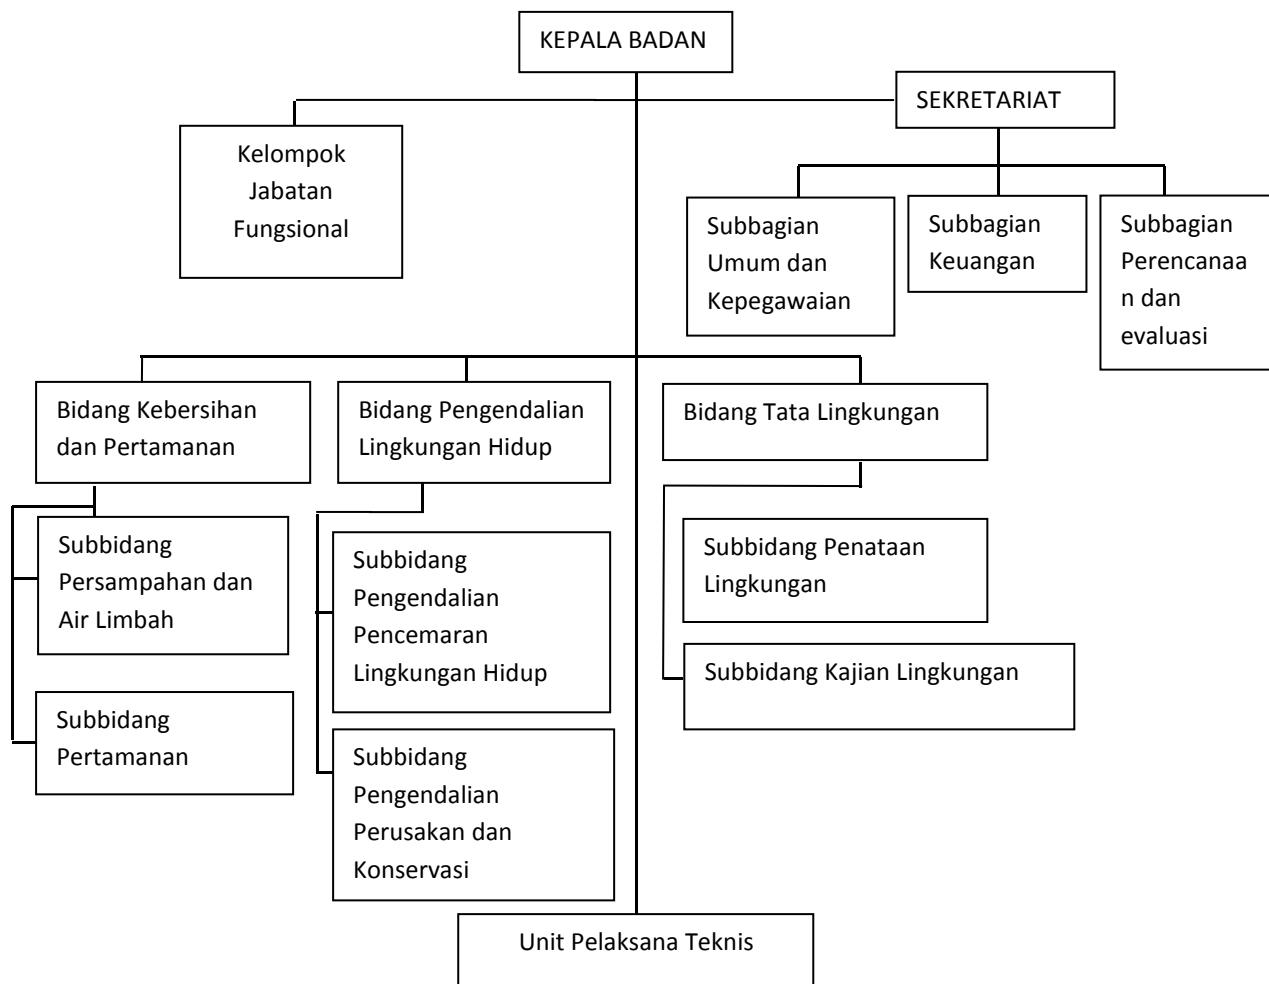 KEPALA BADAN
SEKRETARIAT
Kelompok
Jabatan
Fungsional
Subbagian
Umum dan
Kepegawaian
Subbagian
Keuangan
Subbagian
Perencanaa
n dan
evaluasi
Bidang Kebersihan
dan Pertamanan
Bidang Pengendalian
Lingkungan Hidup
Bidang Tata Lingkungan
Subbidang
Persampahan dan
Air Limbah
Subbidang
Pertamanan
Subbidang
Pengendalian
Pencemaran
Lingkungan Hidup
Subbidang
Pengendalian
Perusakan dan
Konservasi
Subbidang Penataan
Lingkungan
Subbidang Kajian Lingkungan
Unit Pelaksana Teknis